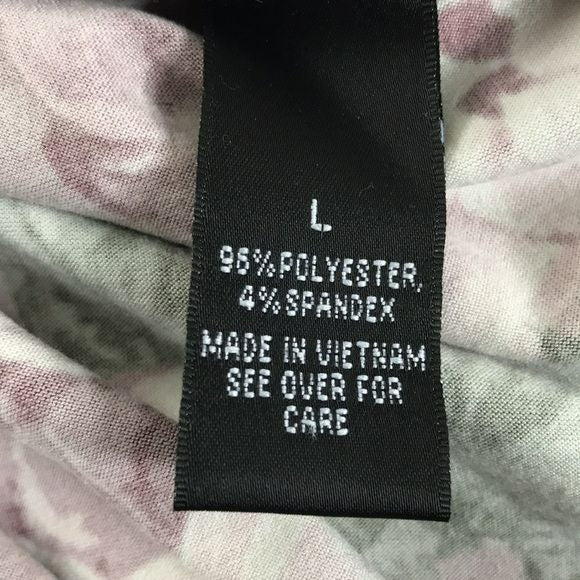 L
96% POLYESTER,
4% SPANDEX
MADE IN VIETNAM
SEE OVER FOR
CARE